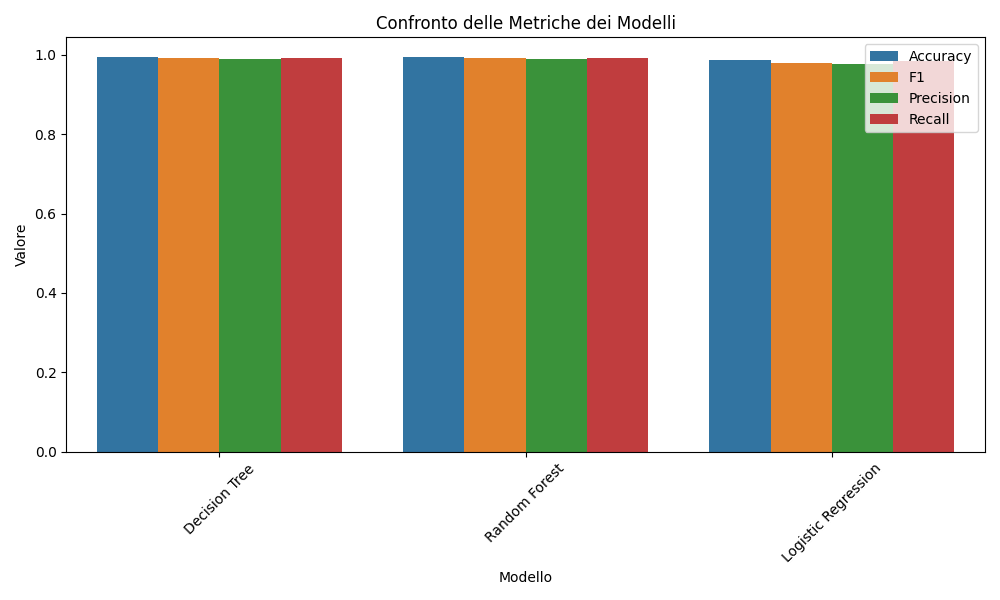 Confronto delle Metriche dei Modelli
Accuracy
F1
Precision
Recall
1.0
0.8
0.6
0.4
0.2
0.0
Valore
Decision Tree
Random Forest
Logistic Regression
Modello